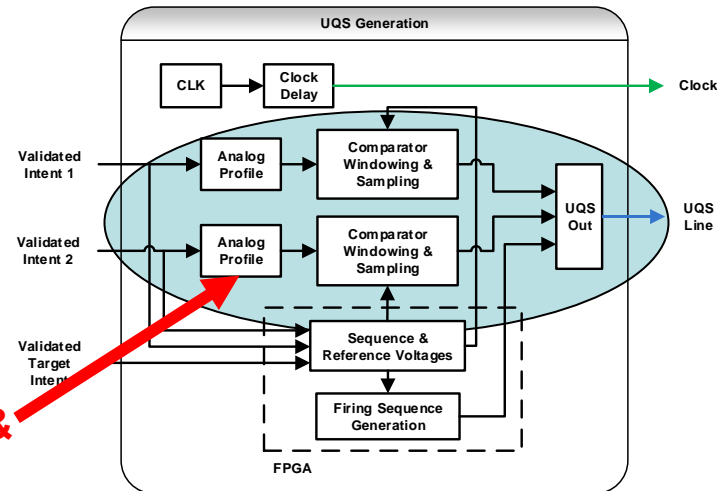 UQS Generation
CLK
Clock
Delay
Clock
Validated
Intent 1
Analog
Profile
Comparator
Windowing &
Sampling
UQS
Out
UQS
Line
Validated
Intent 2
Analog
Profile
Comparator
Windowing &
Sampling
Validated
Target
Intent
Sequence &
Reference Voltages
&
Firing Sequence
Generation
FPGA